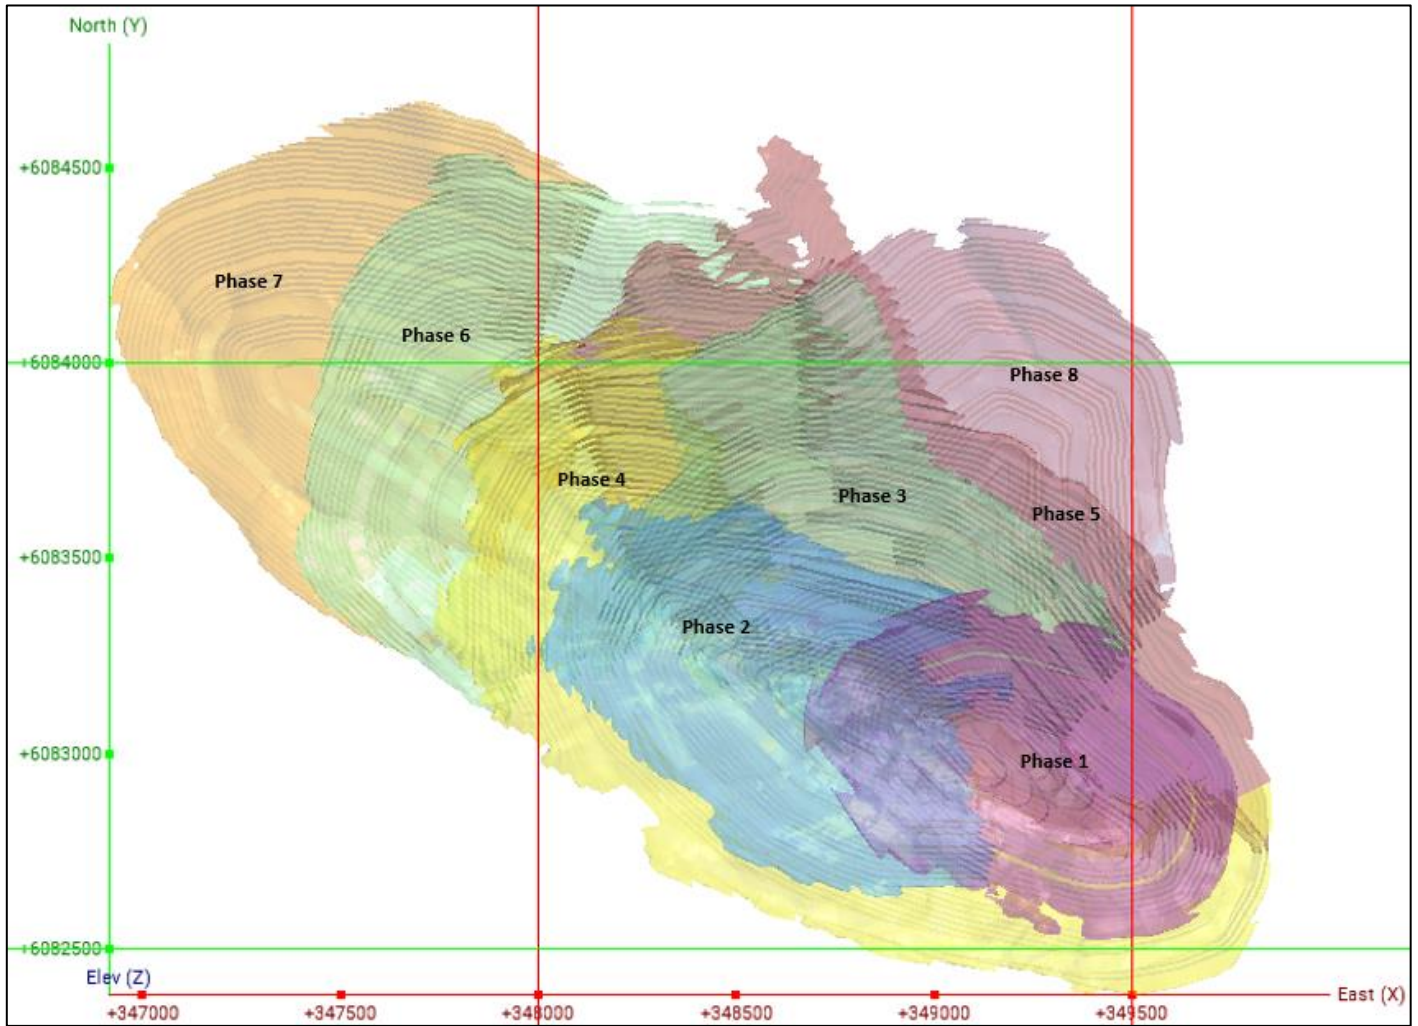 North (Y)
+6084500
Phase 7
Phase 6
+6084000
Phase 8
Phase 4
Phase 3
Phase 5
+6083500
Phase 2
+6083000
Phase 1
+6082500
Elev (Z)
East (X)
+347000
+347500
+348000
+348500
+349000
+349500